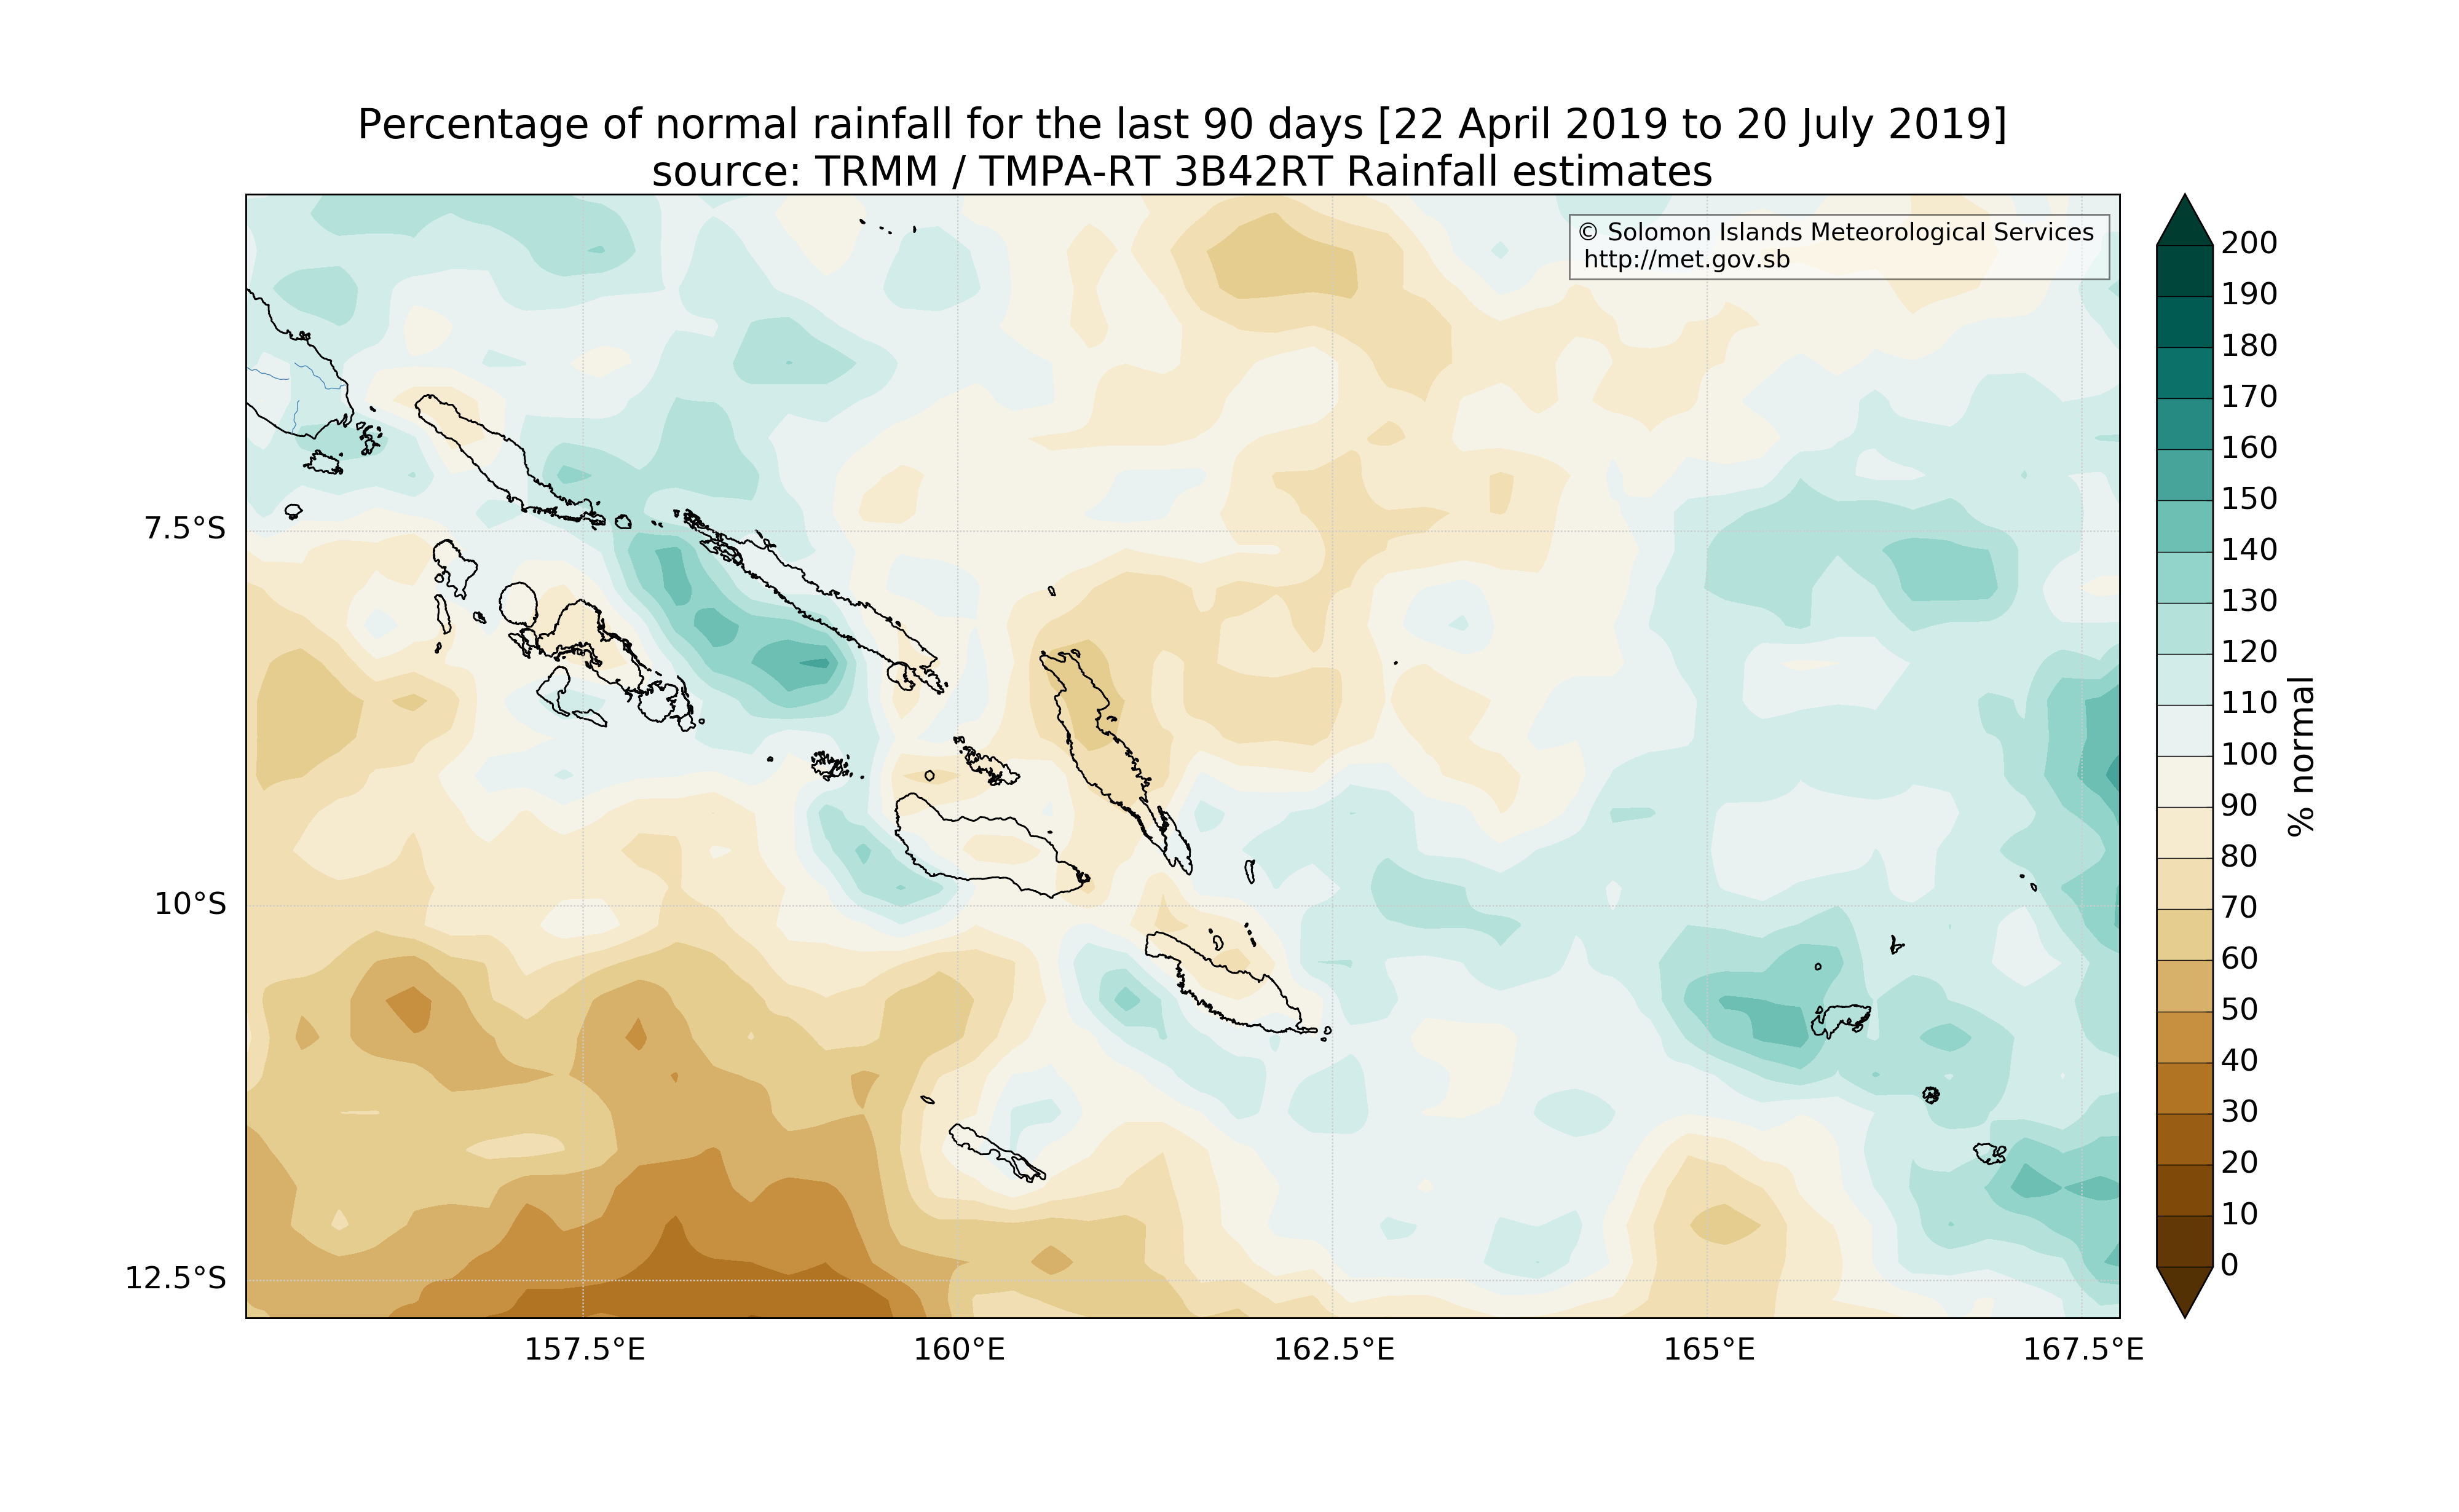 Percentage of normal rainfall for the last 90 days [22 April 2019 to 20 July 2019]
source: TRMM / TMPA-RT 3B42RT Rainfall estimates
© Solomon Islands Meteorological Services
http://met.gov.sb
7.5°S
10°S
12.5°S
157.5°E
160°E
162.5°E
165°E
167.5°E
200
190
180
170
160
150
140
130
120
110
100
90
80
70
60
50
40
30
20
10
0
% normal